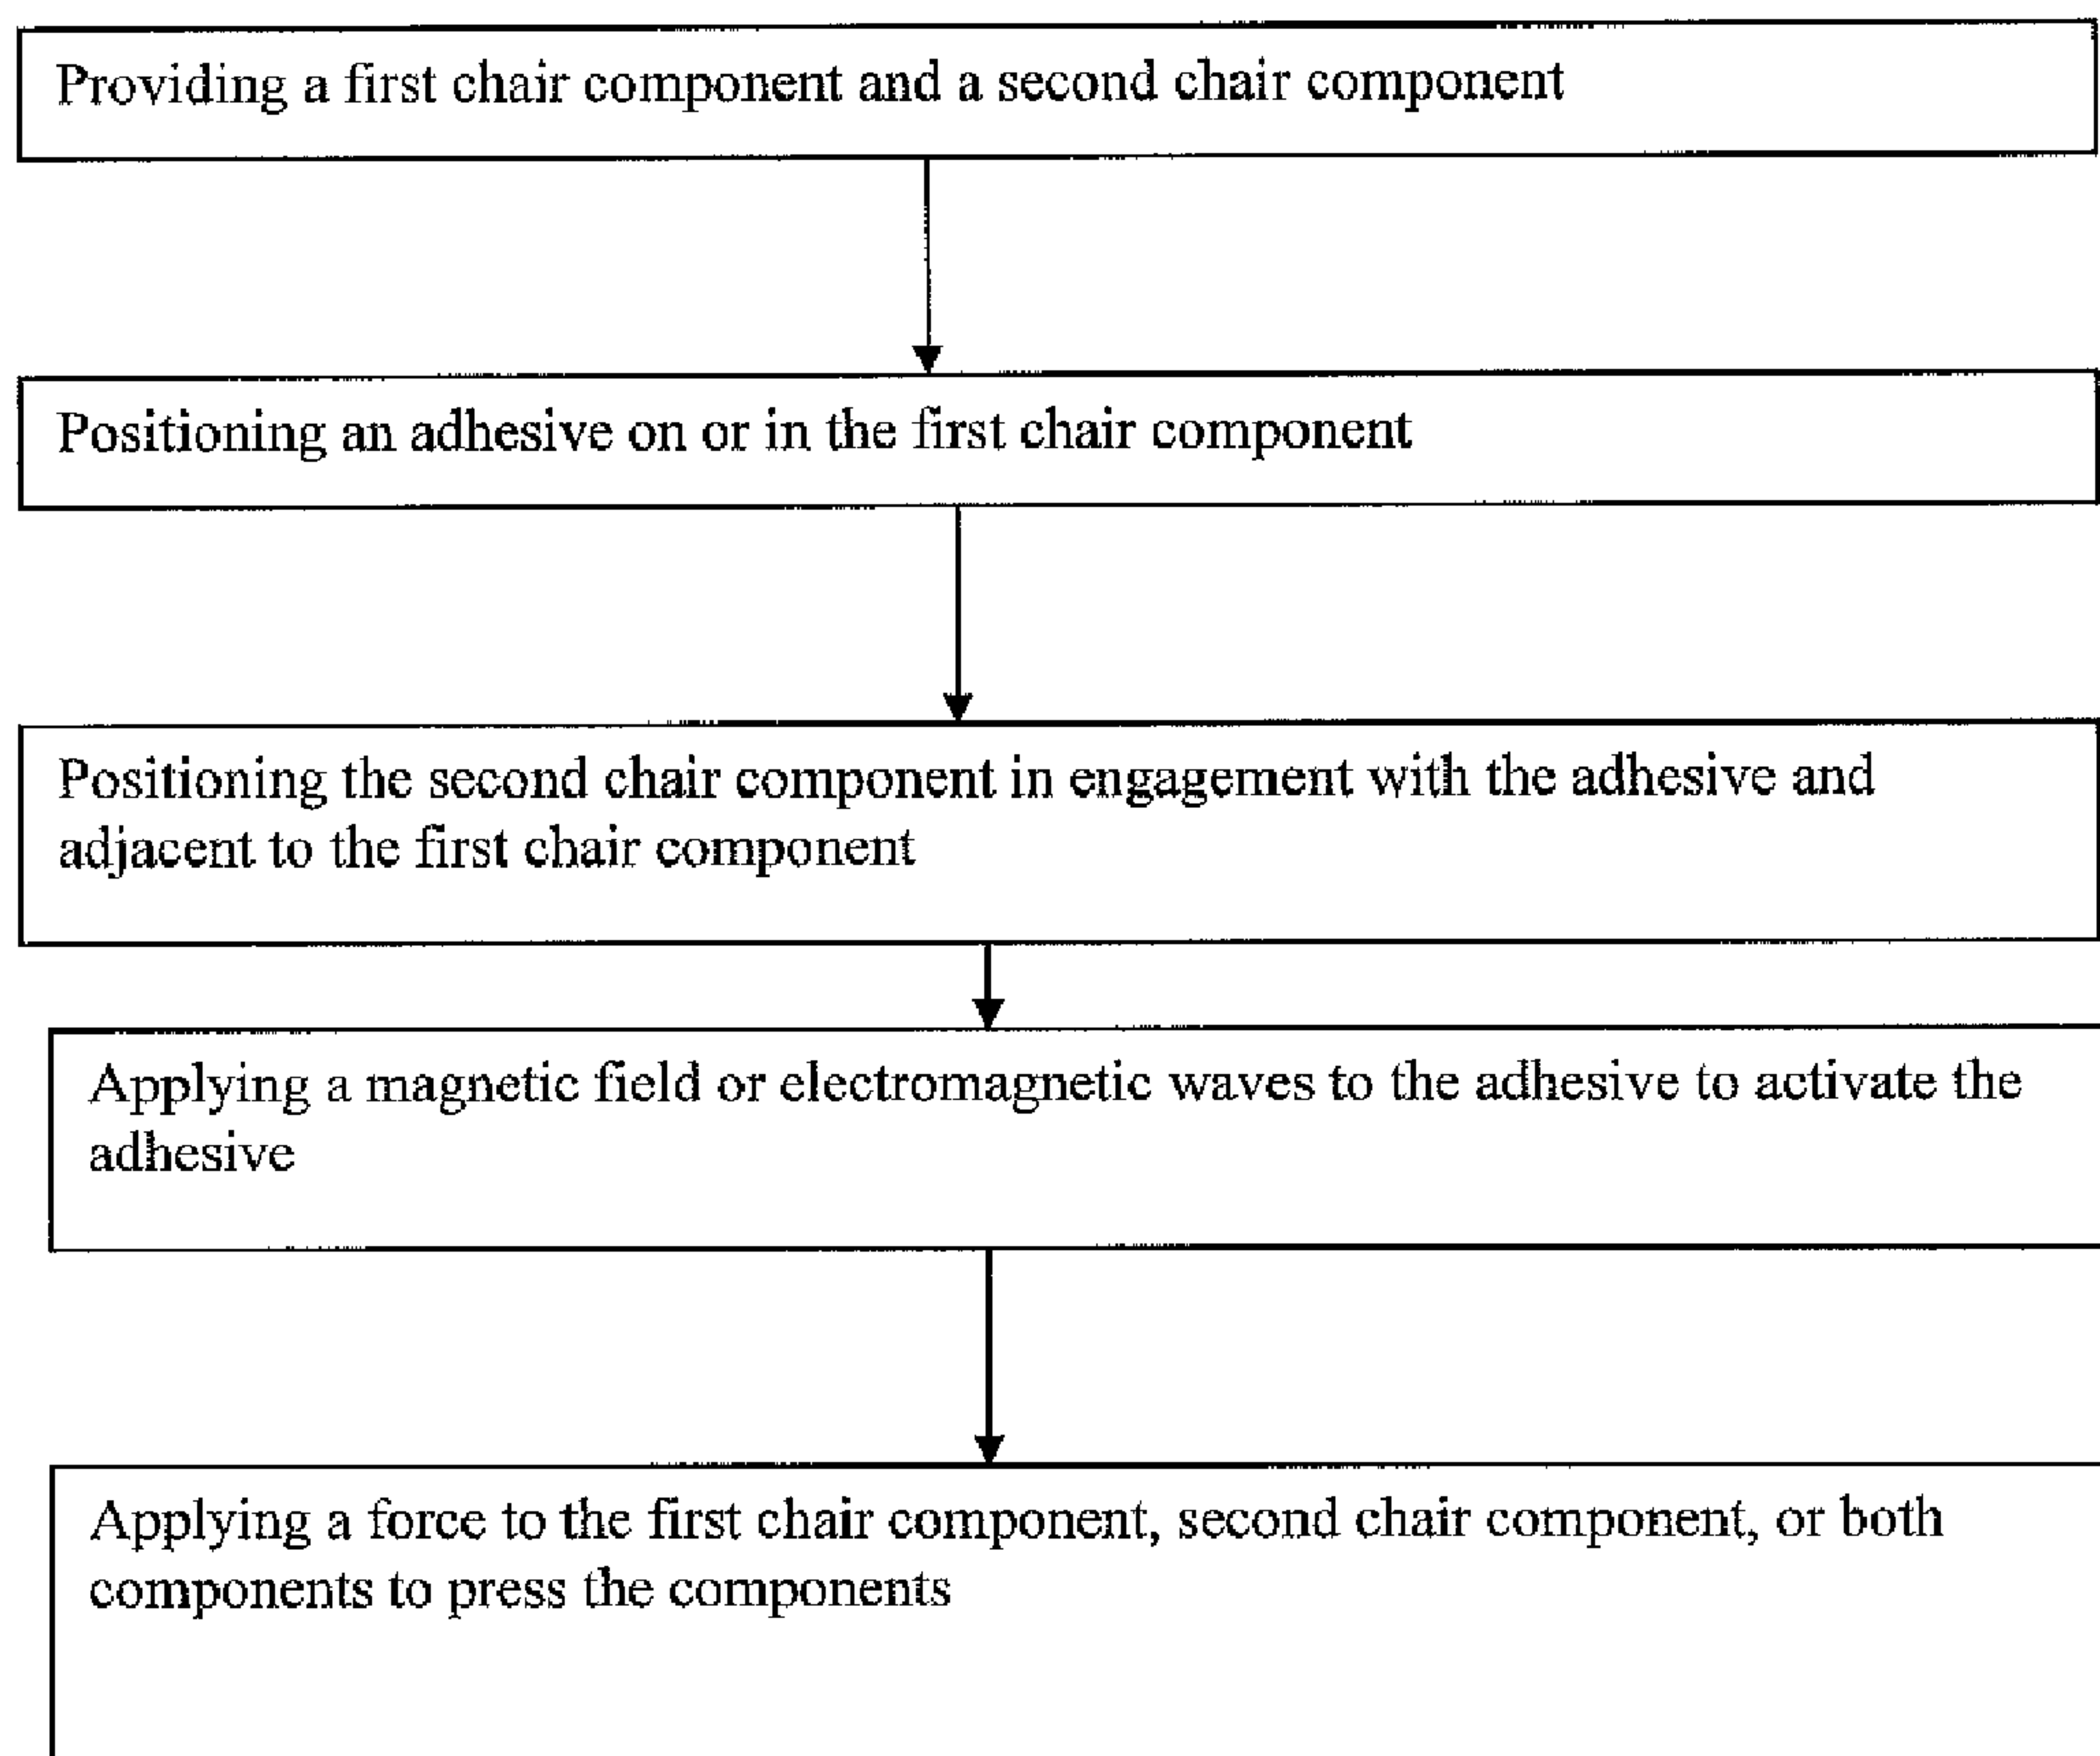 Providing a first chair component and a second chair component
Positioning an adhesive on or in the first chair component
Positioning the second chair component in engagement with the adhesive and
adjacent to the first chair component
Applying a magnetic field or electromagnetic waves to the adhesive to activate the
adhesive
Applying a force to the first chair component, second chair component, or both
components to press the components